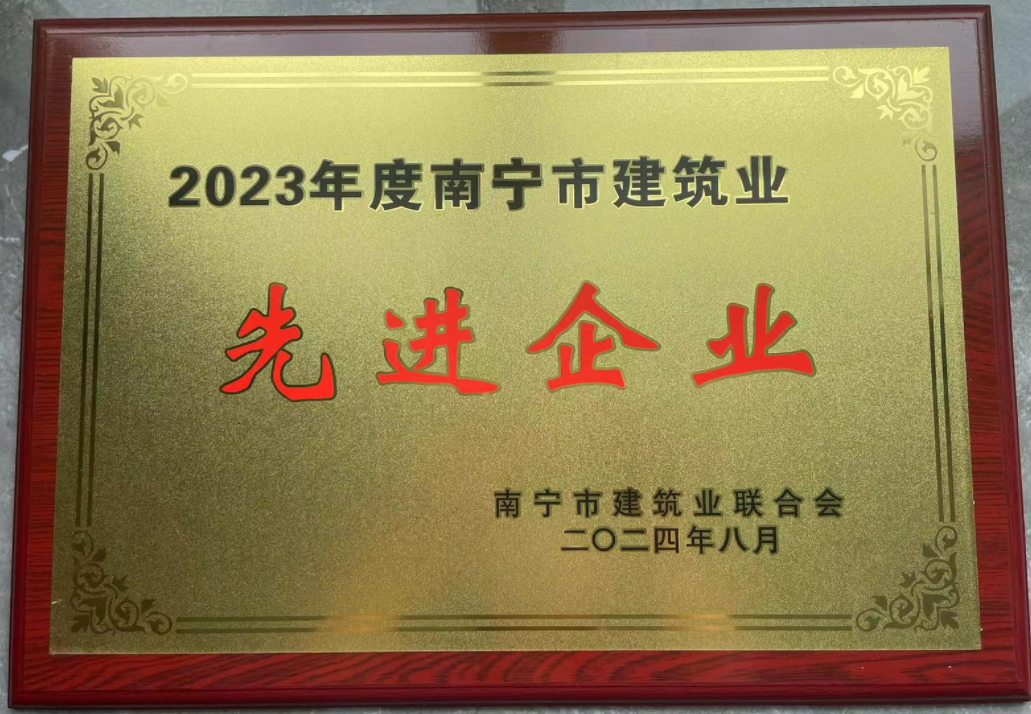 2023年度南宁市建筑业
先进企业
南宁市建筑业联合会
二〇二四年八月